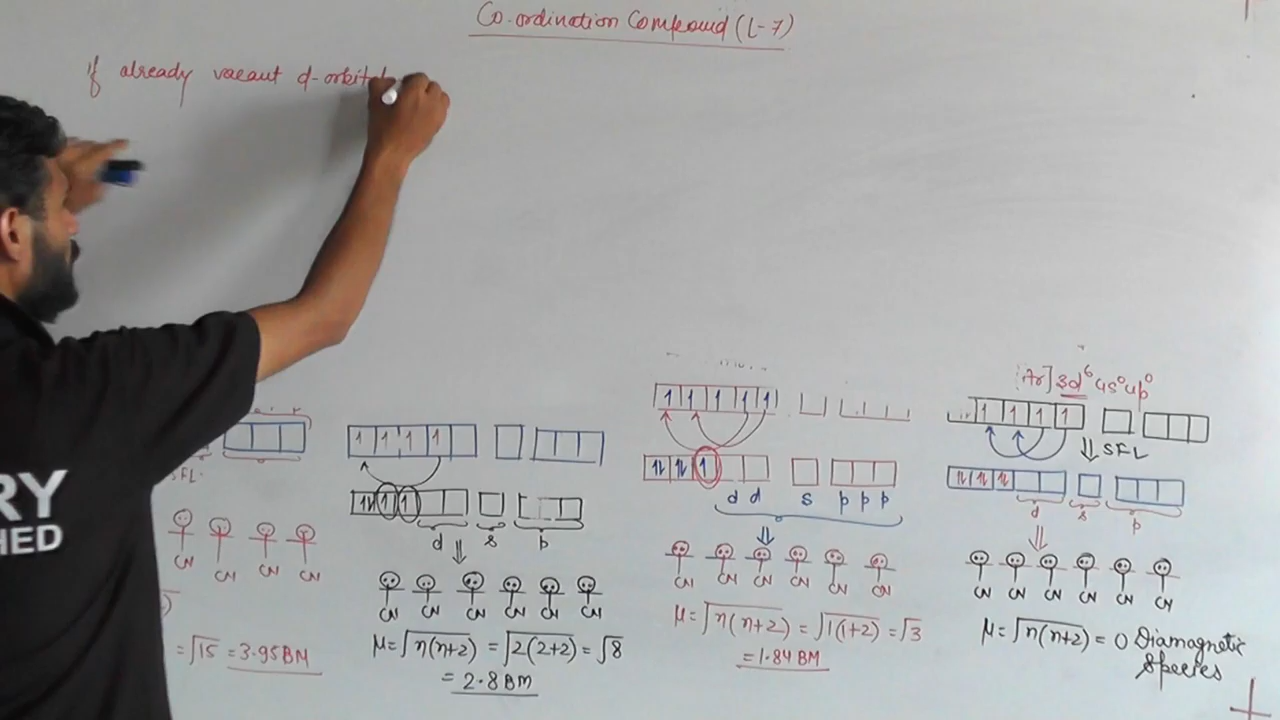 Co-ordination Compound (L-7)
if already vacant d-orbital
[Ar] 3d⁶ 4s⁰ 4p⁰
SFL
SFL
d d s p p p
d s p
d s p
CN CN CN CN
CN CN CN CN CN CN
CN CN CN CN CN CN
CN CN CN CN CN CN
= √15 = 3.95 BM
μ = √n(n+2) = √2(2+2) = √8
= 2.8 BM
μ = √n(n+2) = √1(1+2) = √3
= 1.84 BM
μ = √n(n+2) = 0 Diamagnetic
Species
RY
HED